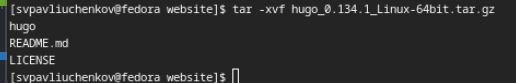 [svpavliuchenkov@fedora website]$ tar -xvf hugo_0.134.1_Linux-64bit.tar.gz
hugo
README.md
LICENSE
[svpavliuchenkov@fedora website]$